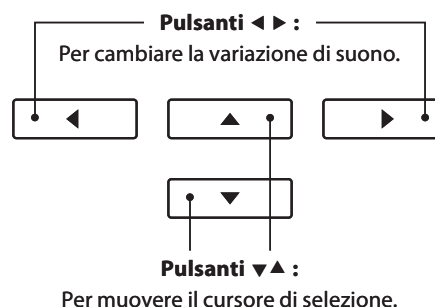 Pulsanti ◀ ▶ :
Per cambiare la variazione di suono.
◀ ▲ ▶
▼
Pulsanti ▼▲ :
Per muovere il cursore di selezione.